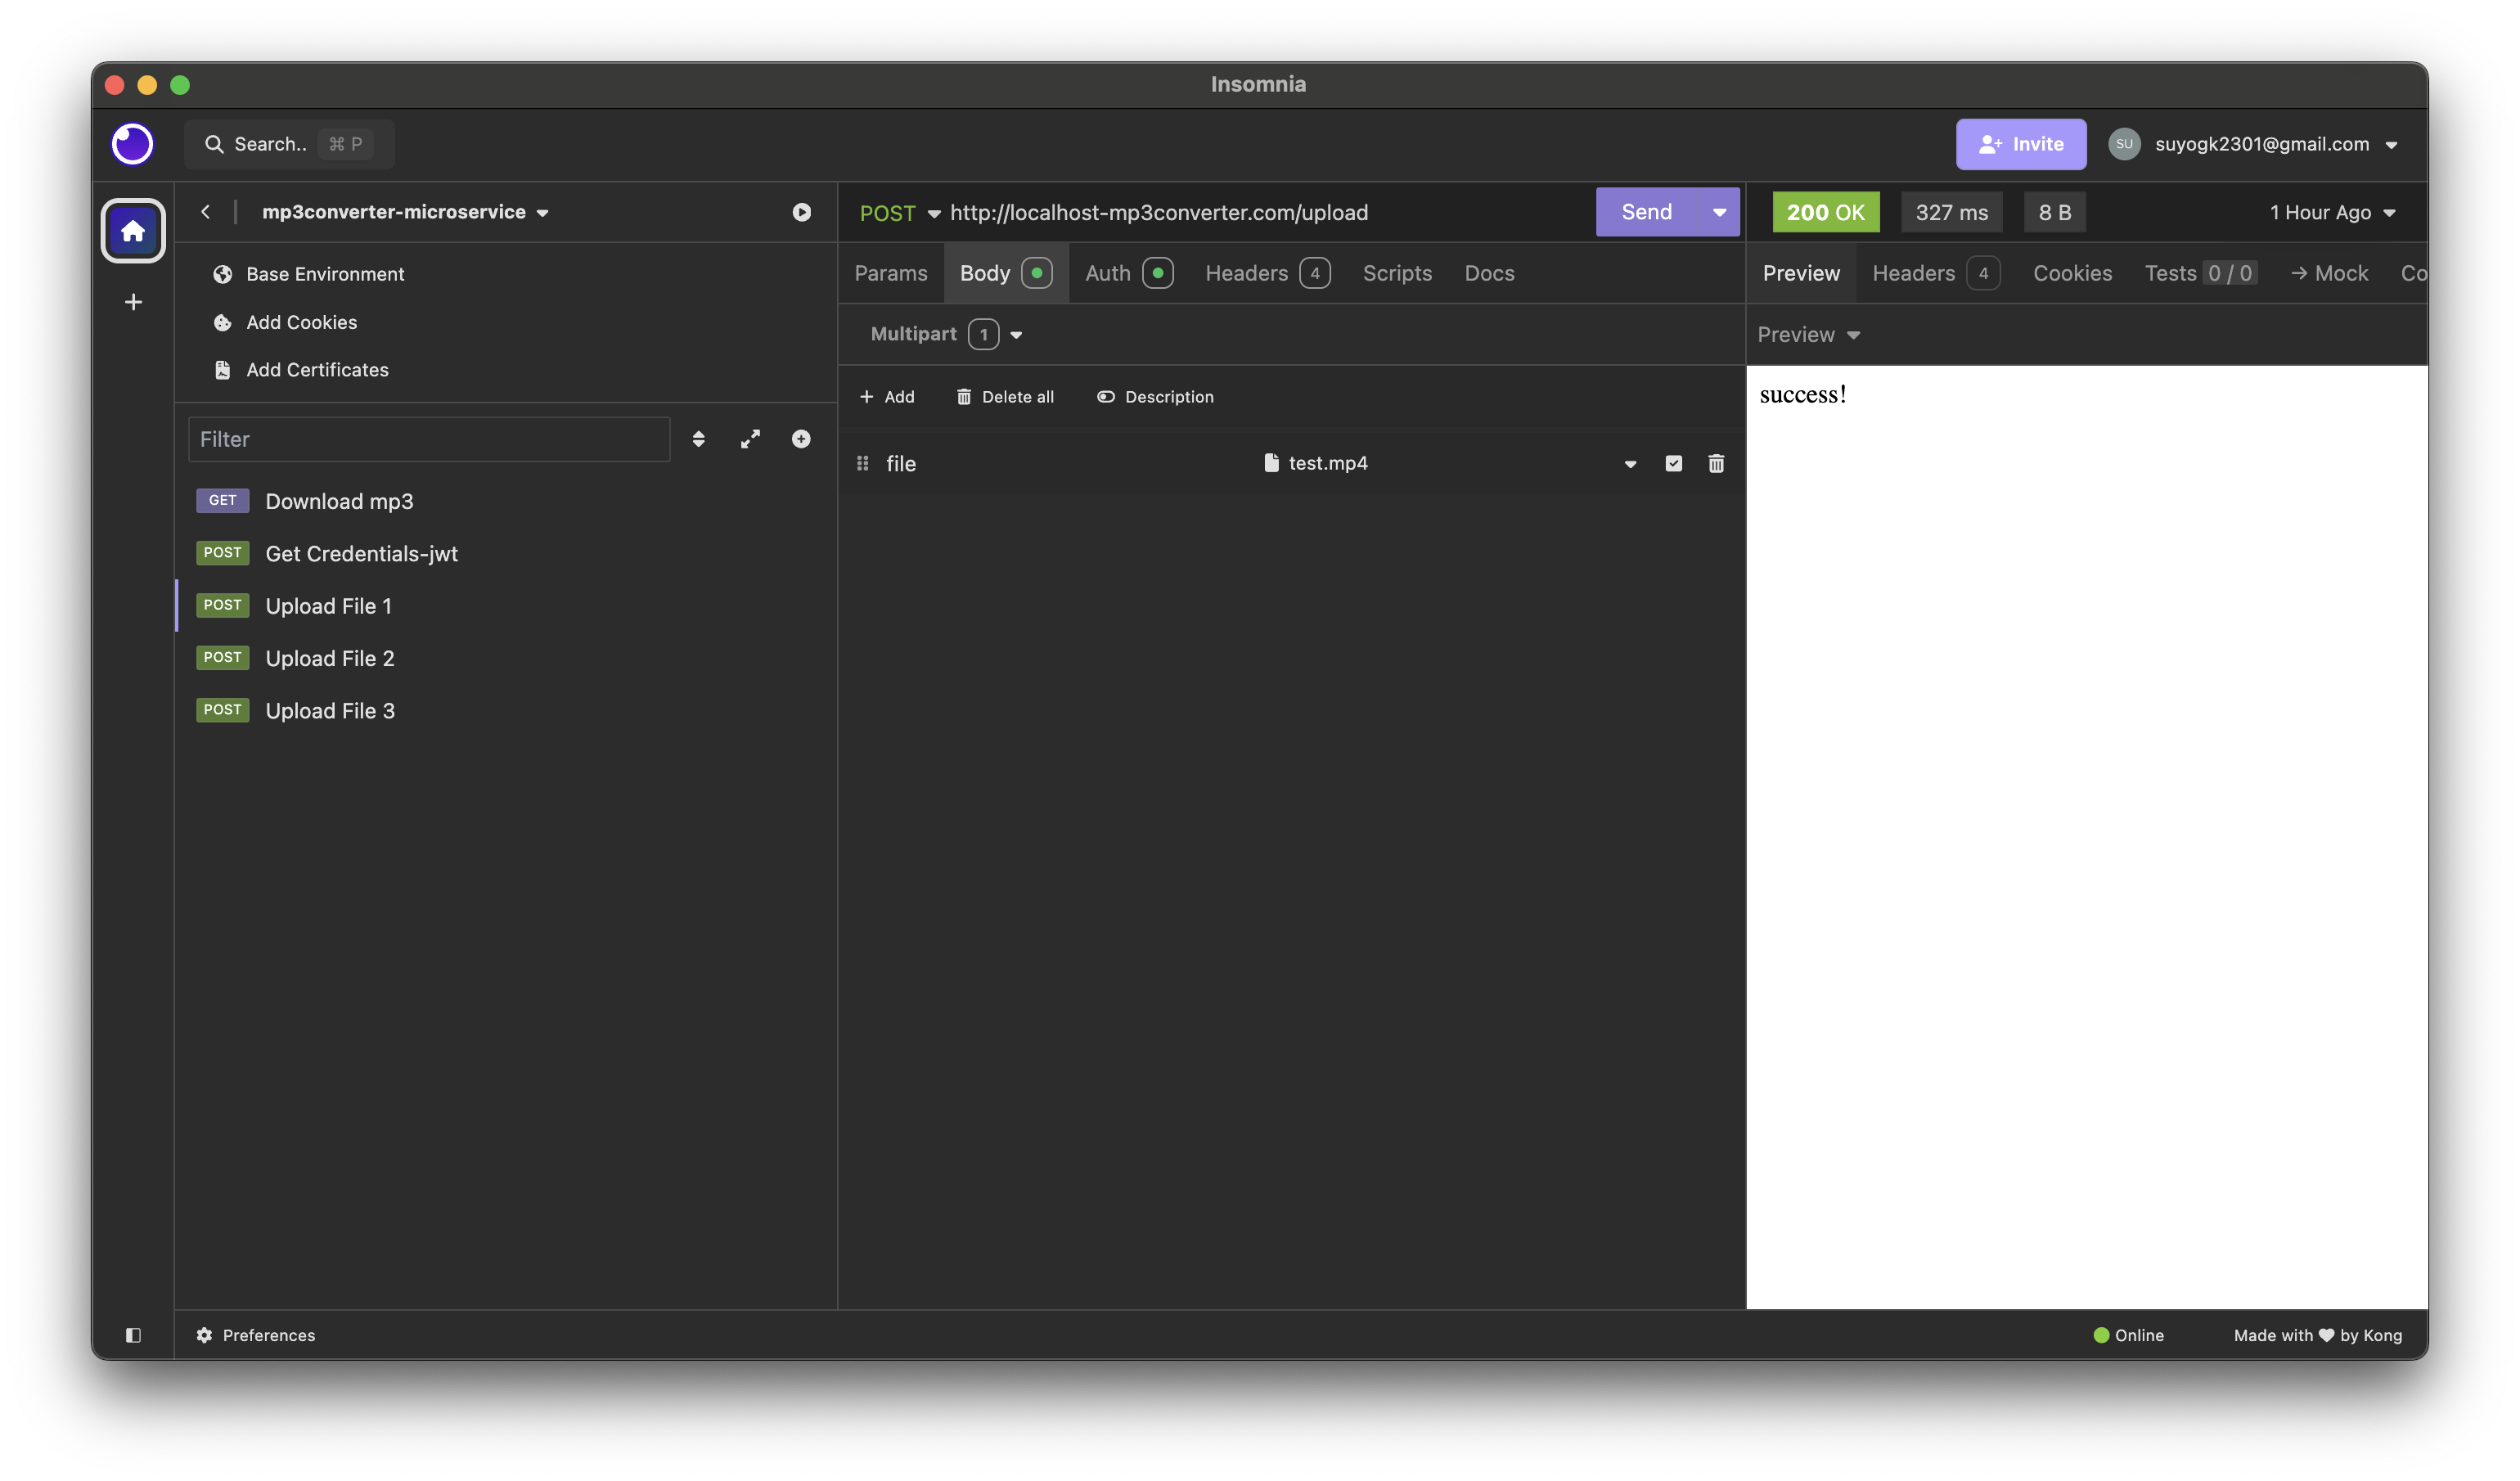 Insomnia
Search.. ⌘ P
Invite
SU suyogk2301@gmail.com
mp3converter-microservice
Base Environment
Add Cookies
Add Certificates
Filter
GET Download mp3
POST Get Credentials-jwt
POST Upload File 1
POST Upload File 2
POST Upload File 3
POST http://localhost-mp3converter.com/upload Send
Params Body Auth Headers 4 Scripts Docs
Multipart 1
+ Add Delete all Description
file test.mp4
200 OK 327 ms 8 B 1 Hour Ago
Preview Headers 4 Cookies Tests 0 / 0 → Mock Co
Preview
success!
Preferences
Online
Made with ♥ by Kong